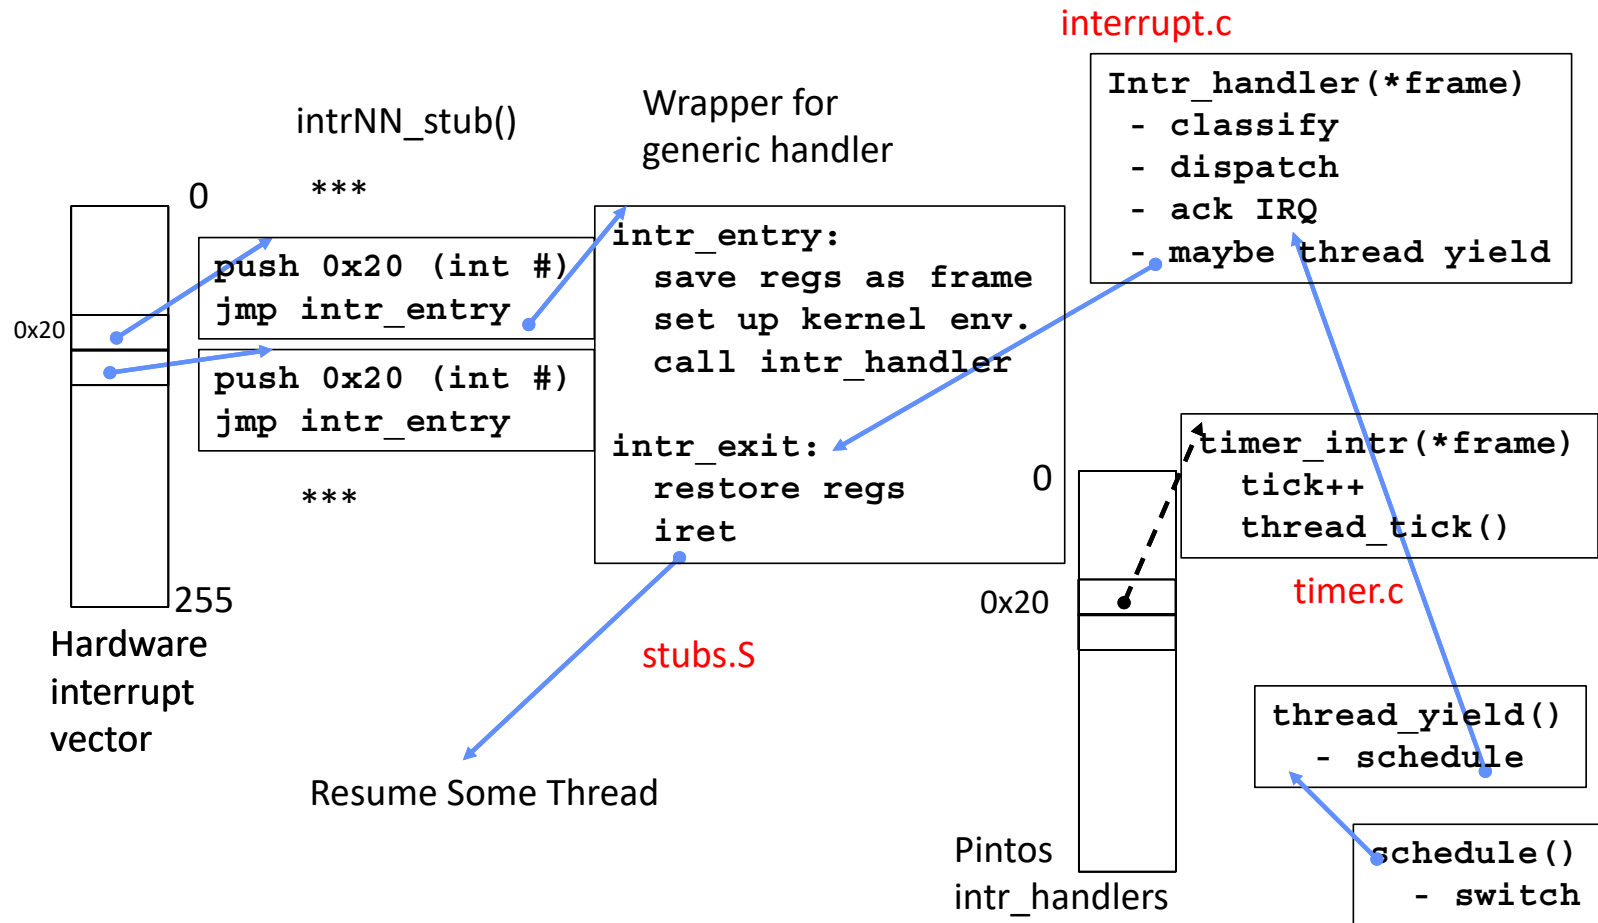 interrupt.c
Intr_handler(*frame)
- classify
- dispatch
- ack IRQ
- maybe thread yield
intrNN_stub()
***
Wrapper for
generic handler
0
0x20
255
Hardware
interrupt
vector
push 0x20 (int #)
jmp intr_entry
push 0x20 (int #)
jmp intr_entry
***
intr_entry:
save regs as frame
set up kernel env.
call intr_handler
intr_exit:
restore regs
iret
stubs.S
Resume Some Thread
0
0x20
Pintos
intr_handlers
timer_intr(*frame)
tick++
thread_tick()
timer.c
thread_yield()
- schedule
schedule()
- switch